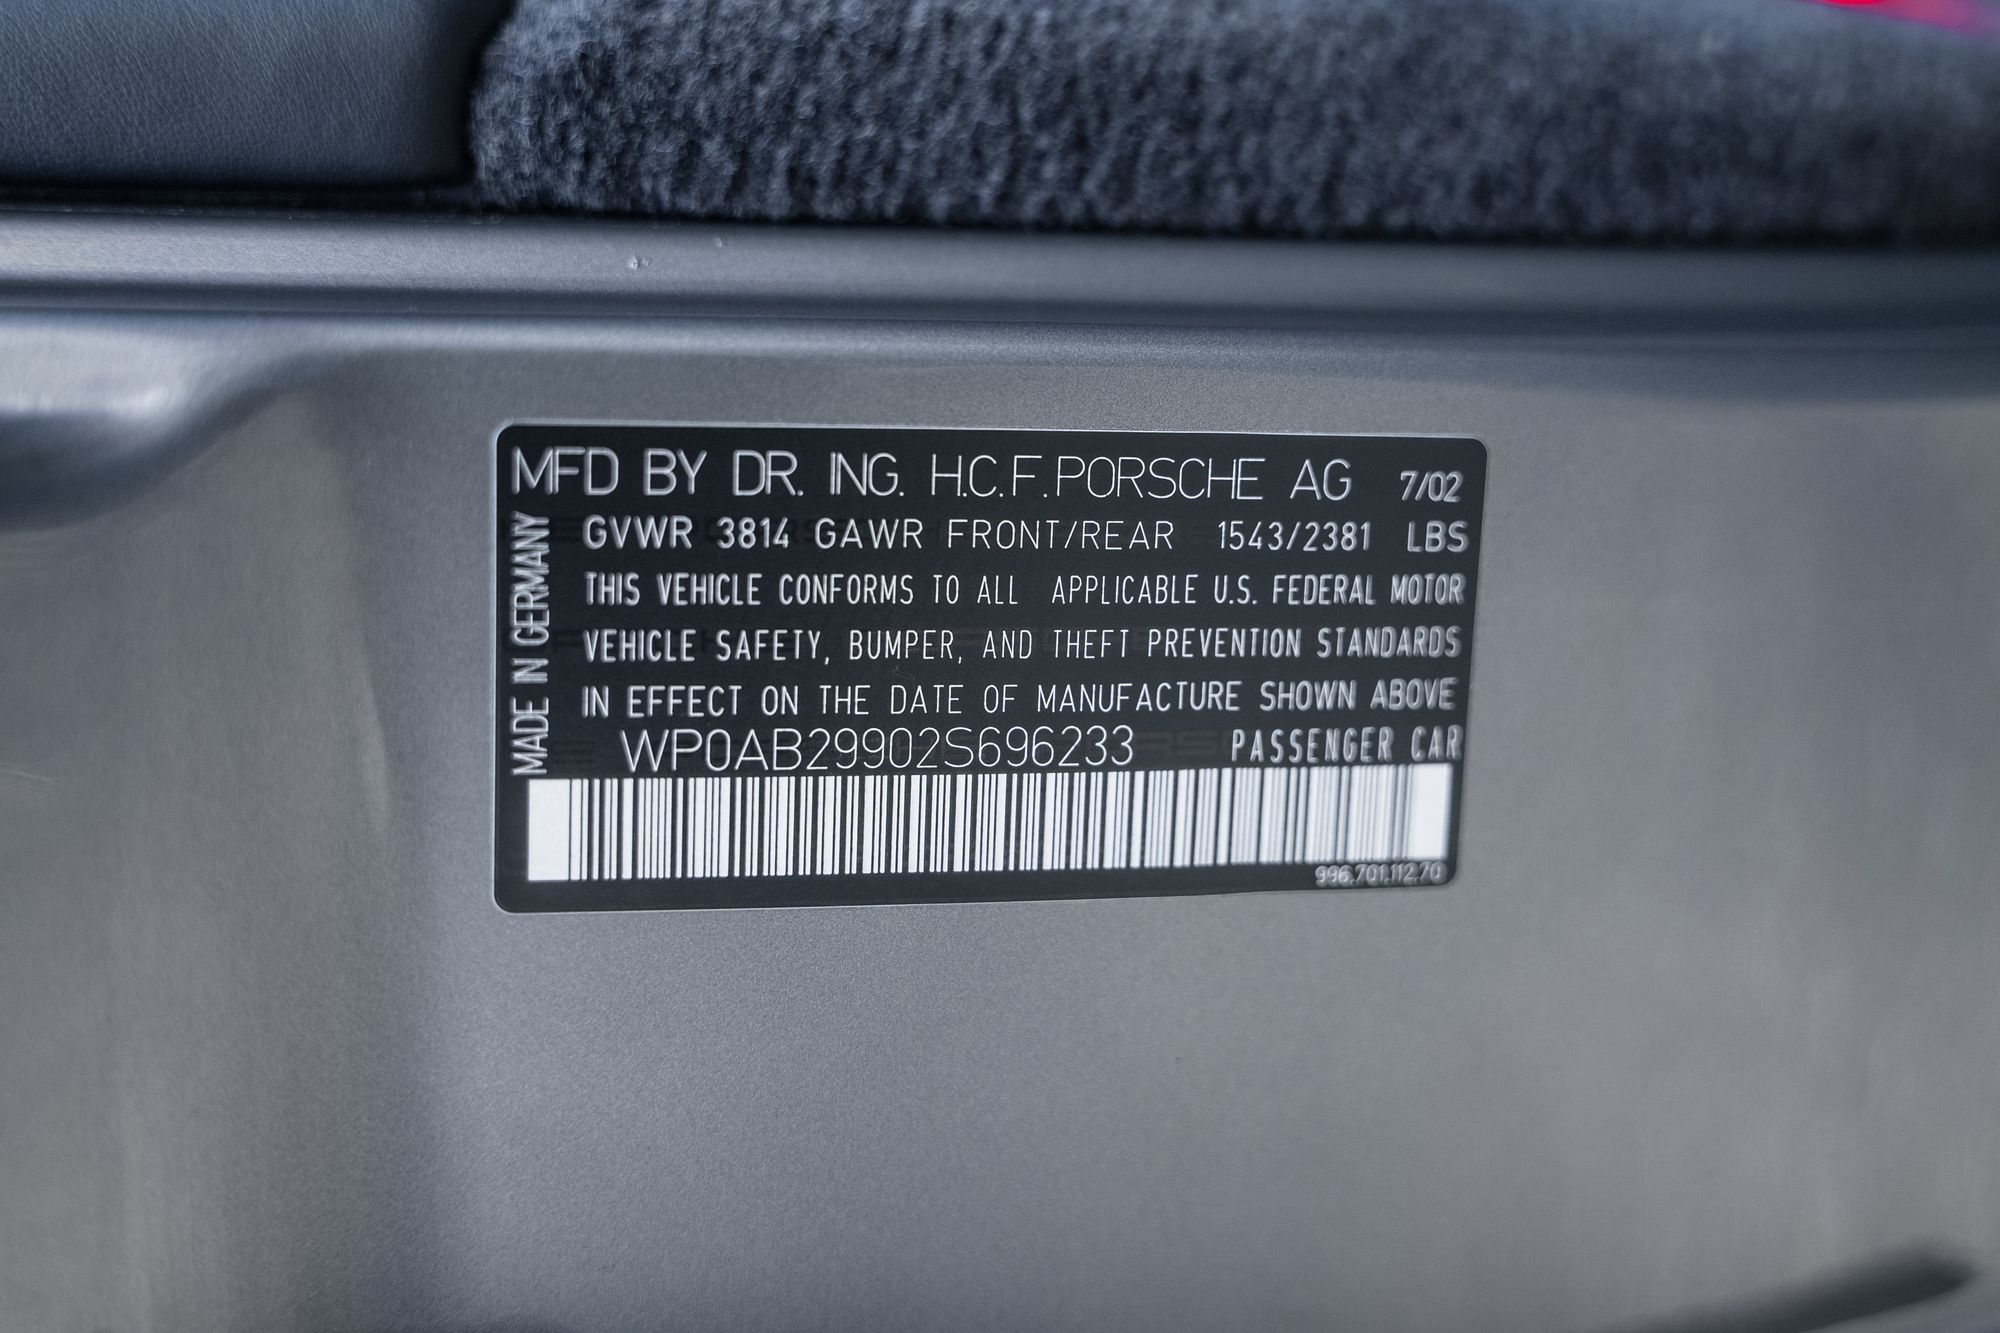 MFD BY DR. ING. H.C.F. PORSCHE AG 7/02
GVWR 3814 GAWR FRONT/REAR 1543/2381 LBS
THIS VEHICLE CONFORMS TO ALL APPLICABLE U.S. FEDERAL MOTOR
VEHICLE SAFETY, BUMPER, AND THEFT PREVENTION STANDARDS
IN EFFECT ON THE DATE OF MANUFACTURE SHOWN ABOVE
WP0AB29902S696233 PASSENGER CAR
996.701.112.70
MADE IN GERMANY